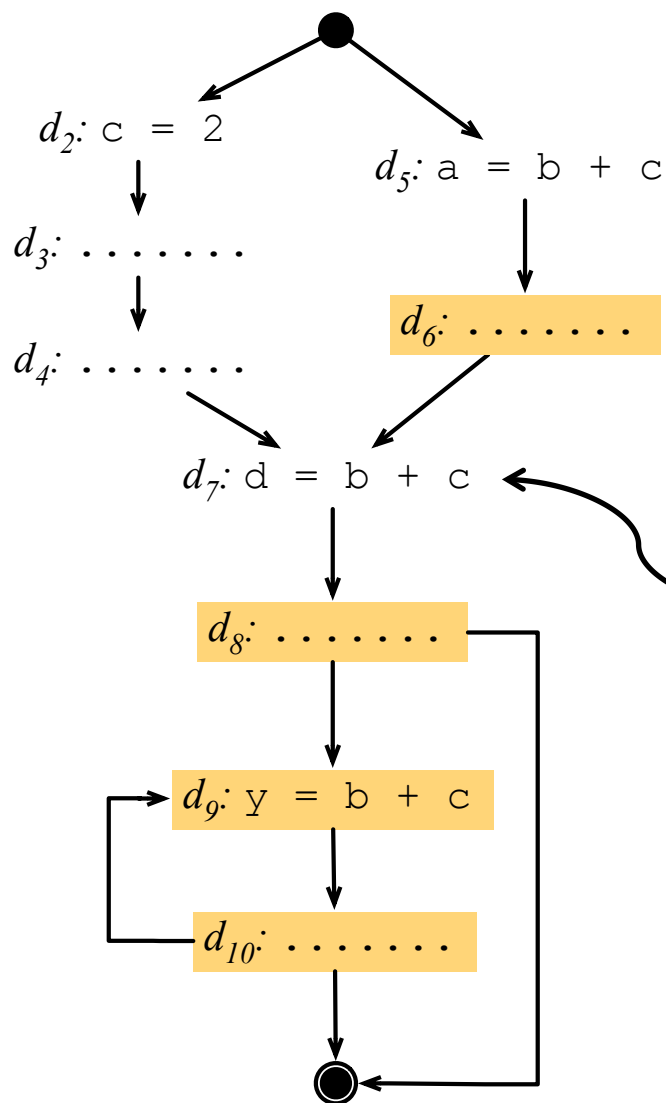 d2: c = 2
d5: a = b + c
d3: .......
d6: .......
d4: .......
d7: d = b + c
d8: .......
d9: y = b + c
d10: .......